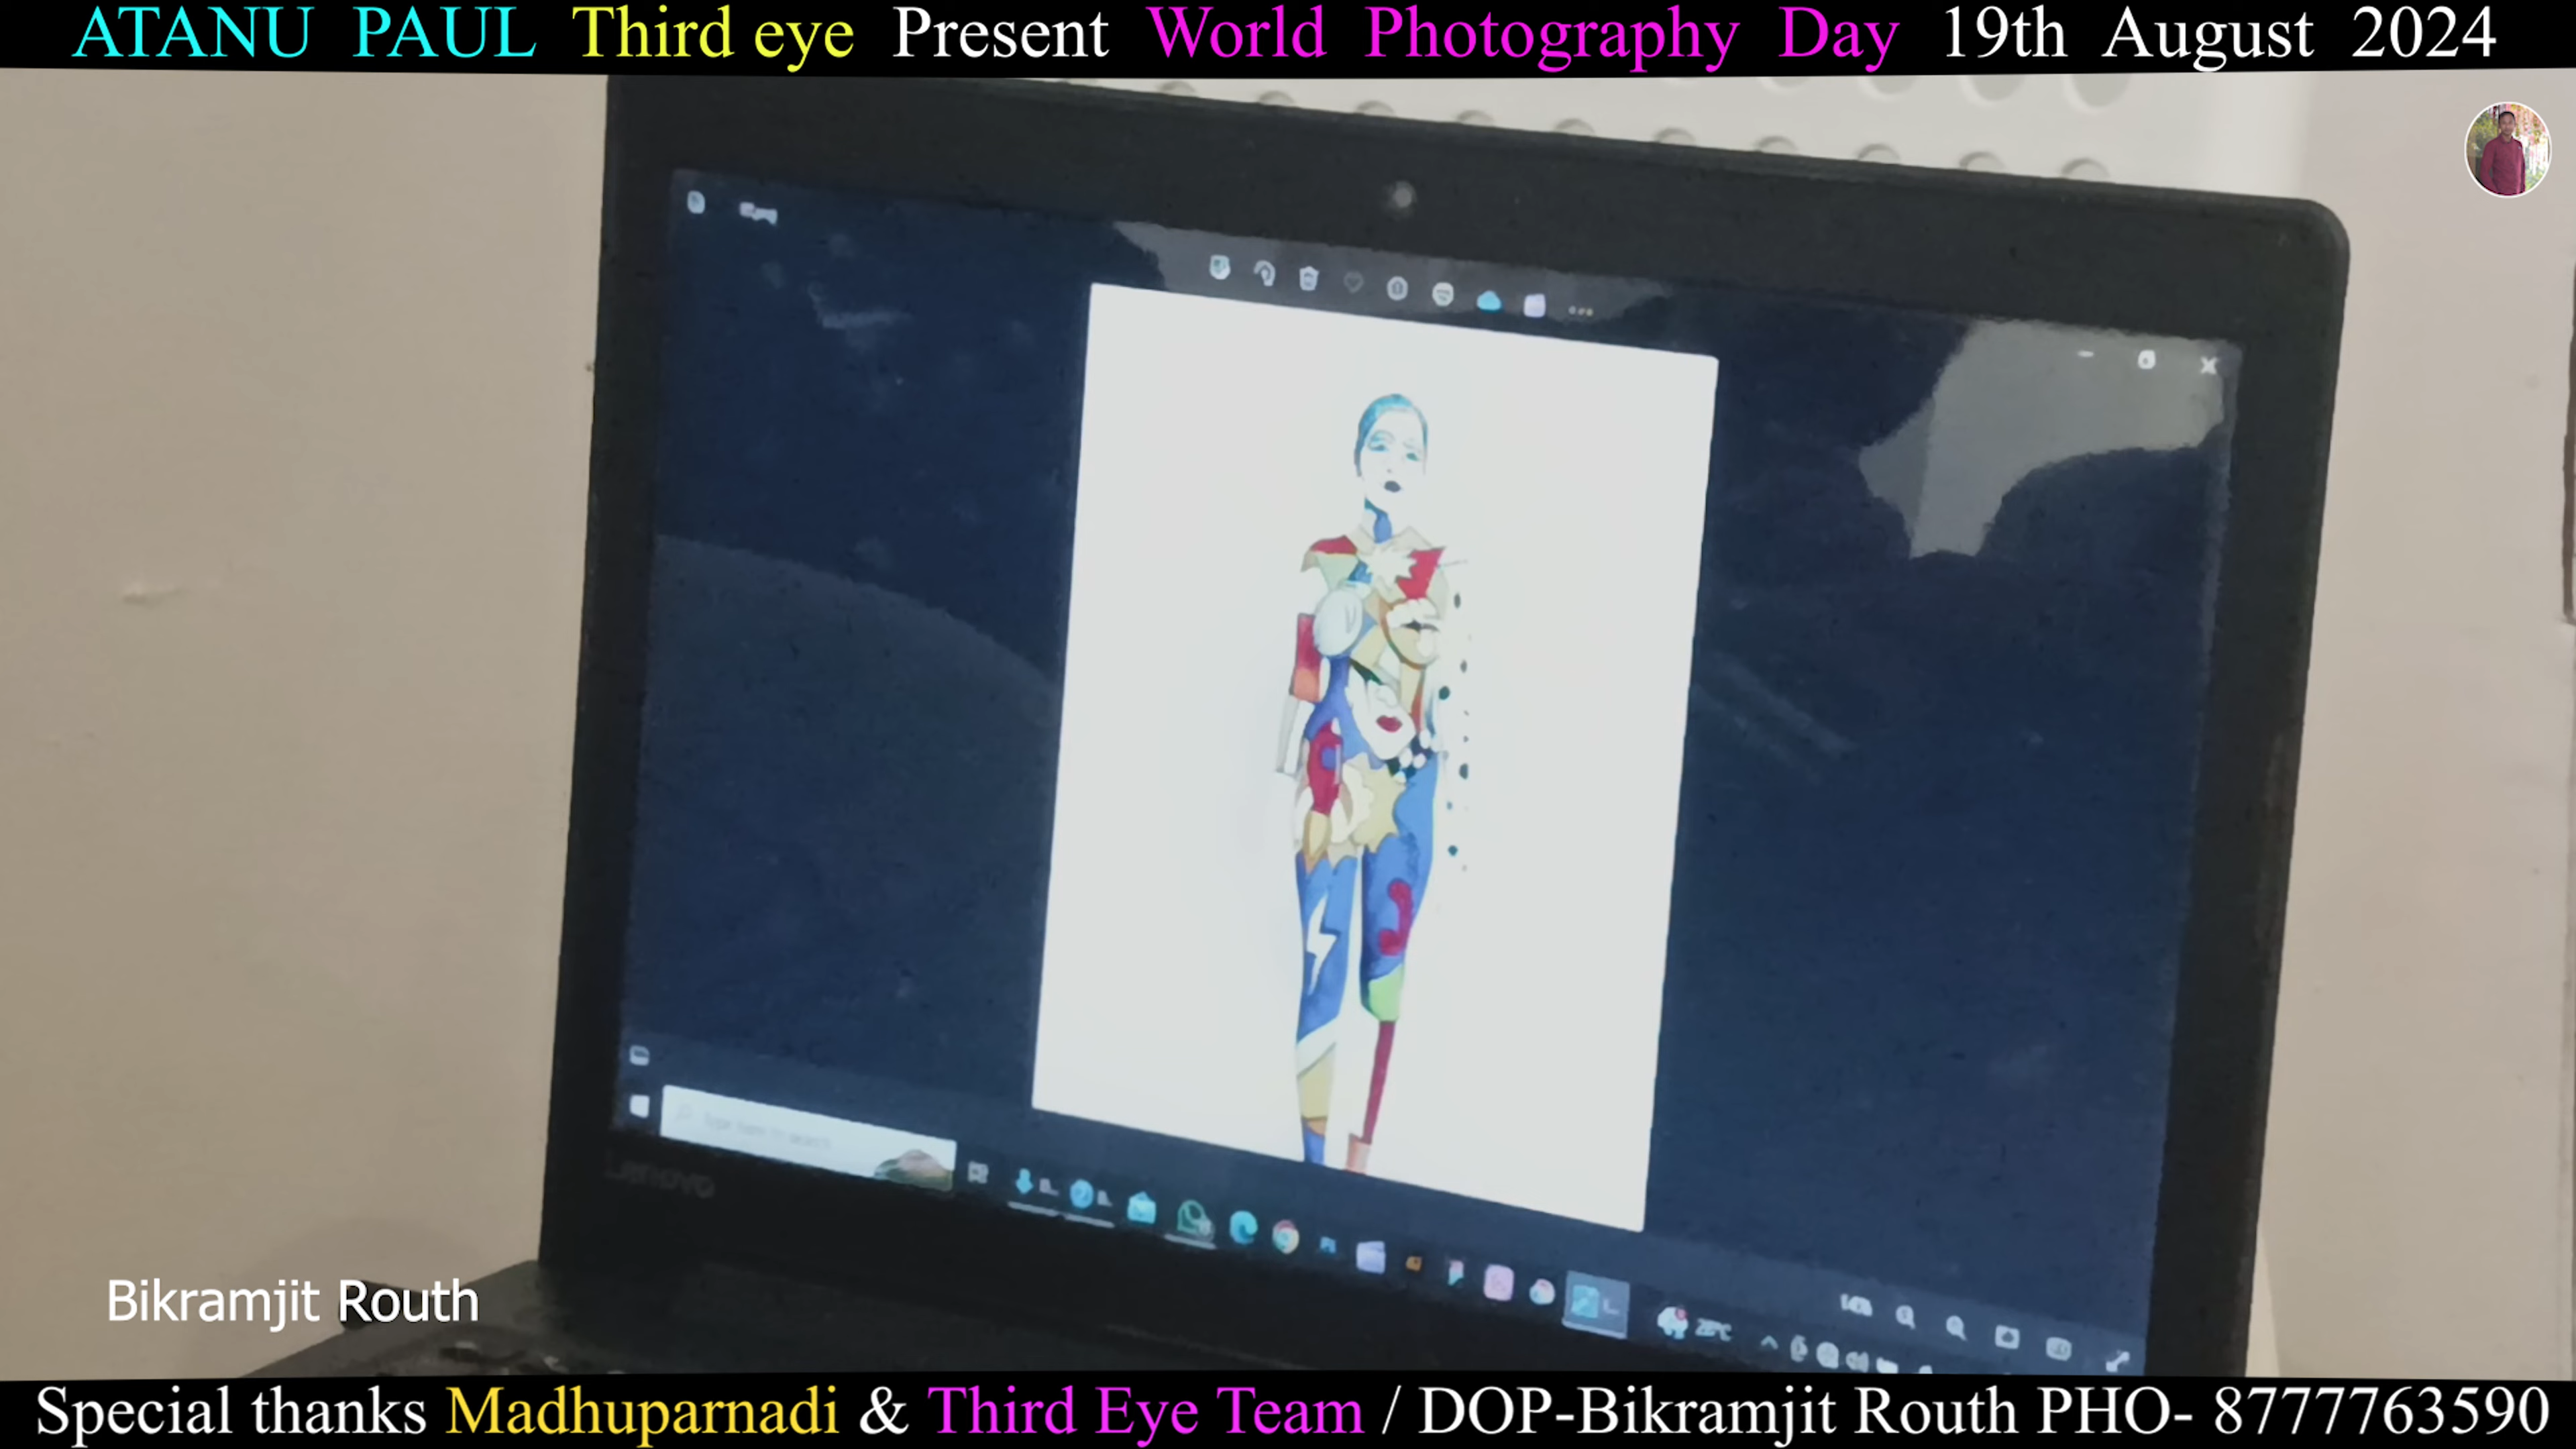 ATANU PAUL Third eye Present World Photography Day 19th August 2024
Lenovo
Bikramjit Routh
Special thanks Madhuparnadi & Third Eye Team / DOP-Bikramjit Routh PHO- 8777763590